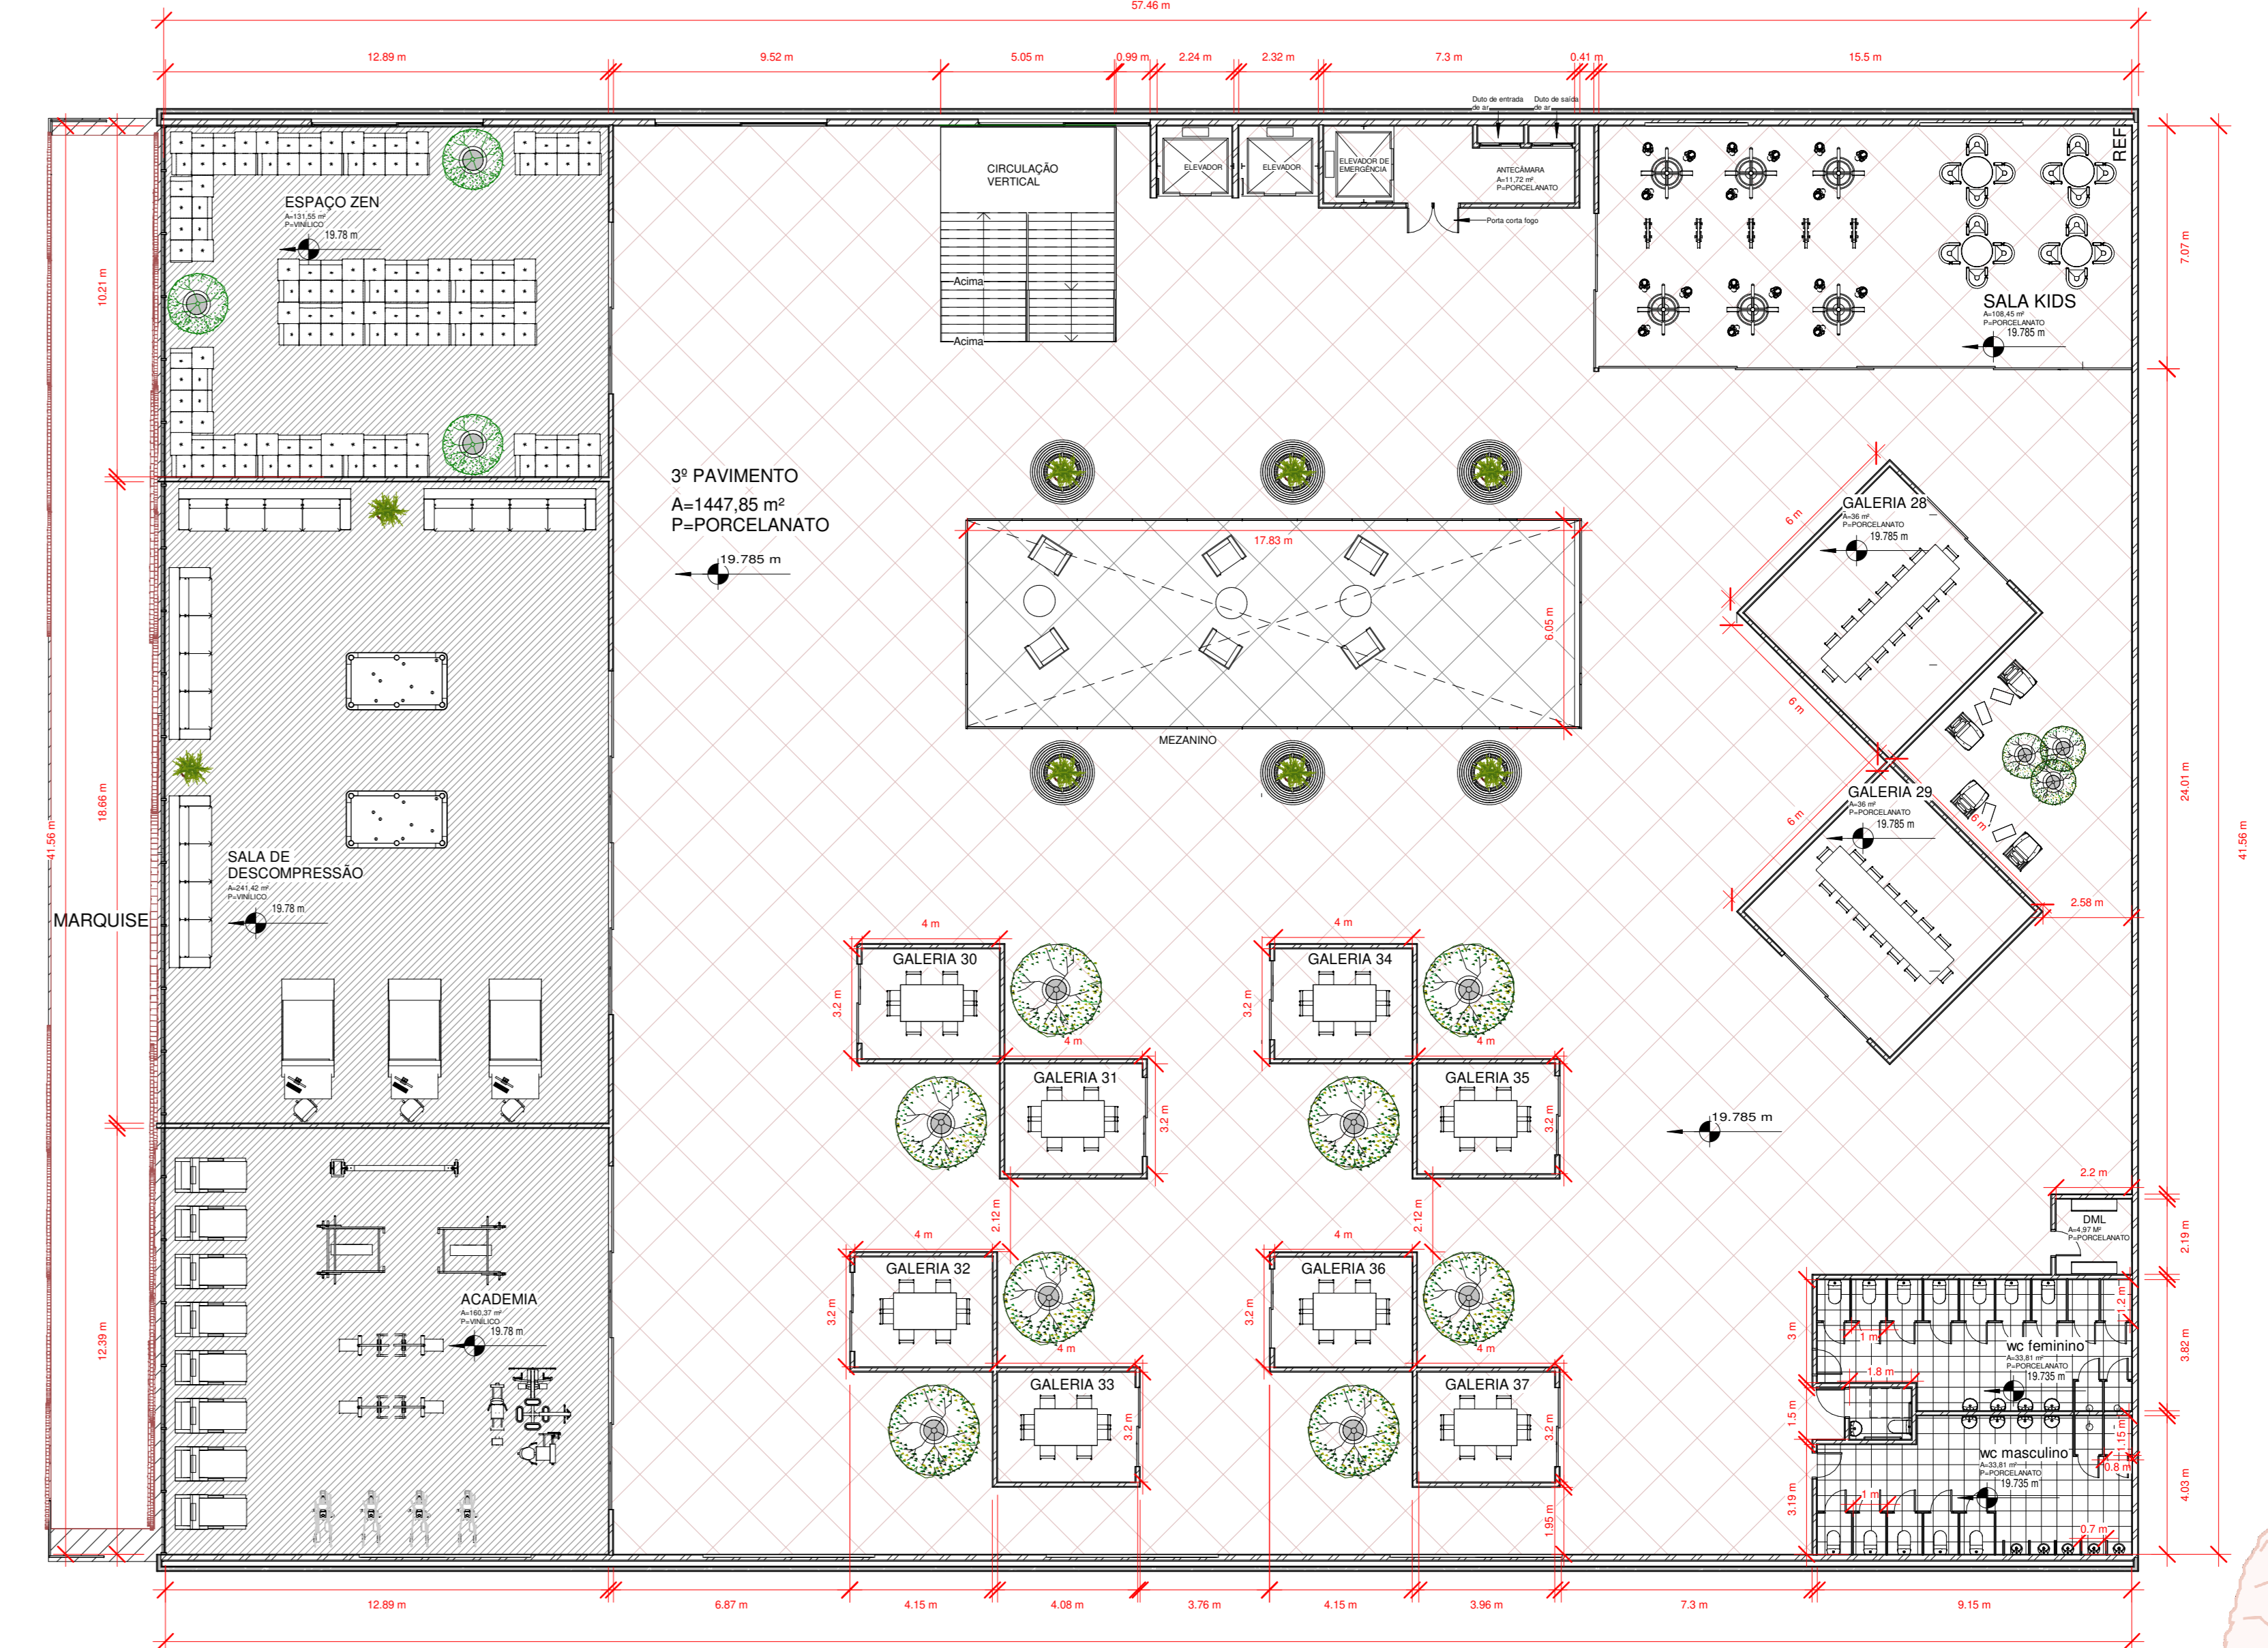 57.46 m
12.89 m
9.52 m
5.05 m
0.99 m
2.24 m
2.32 m
7.3 m
0.41 m
15.5 m
Duto de entrada
de ar
Duto de saída
de ar
ESPAÇO ZEN
A=131,55 m²
P=VINILICO
19.78 m
CIRCULAÇÃO
VERTICAL
Acima
Acima
ELEVADOR
ELEVADOR
ELEVADOR DE
EMERGÊNCIA
ANTECÂMARA
A=11,72 m²
P=PORCELANATO
Porta corta fogo
REF
SALA KIDS
A=108,45 m²
P=PORCELANATO
19.785 m
10.21 m
7.07 m
3º PAVIMENTO
A=1447,85 m²
P=PORCELANATO
19.785 m
17.83 m
6.05 m
MEZANINO
GALERIA 28
A=36 m²
P=PORCELANATO
19.785 m
6 m
6 m
GALERIA 29
A=36 m²
P=PORCELANATO
19.785 m
6 m
6 m
2.58 m
24.01 m
41.56 m
41.56 m
18.66 m
MARQUISE
SALA DE
DESCOMPRESSÃO
A=241,42 m²
P=VINILICO
19.78 m
4 m
GALERIA 30
3.2 m
4 m
GALERIA 31
3.2 m
4 m
GALERIA 34
3.2 m
4 m
GALERIA 35
3.2 m
19.785 m
2.12 m
2.12 m
2.2 m
DML
A=4,97 M²
P=PORCELANATO
2.19 m
12.39 m
ACADEMIA
A=160,37 m²
P=VINILICO
19.78 m
4 m
GALERIA 32
3.2 m
4 m
GALERIA 33
3.2 m
4 m
GALERIA 36
3.2 m
4 m
GALERIA 37
3.2 m
1.95 m
3 m
1 m
1.2 m
wc feminino
A=33,81 m²
P=PORCELANATO
19.735 m
1.8 m
3.82 m
1.5 m
1.15 m
wc masculino
A=33,81 m²
P=PORCELANATO
19.735 m
0.8 m
1 m
3.19 m
0.7 m
4.03 m
12.89 m
6.87 m
4.15 m
4.08 m
3.76 m
4.15 m
3.96 m
7.3 m
9.15 m